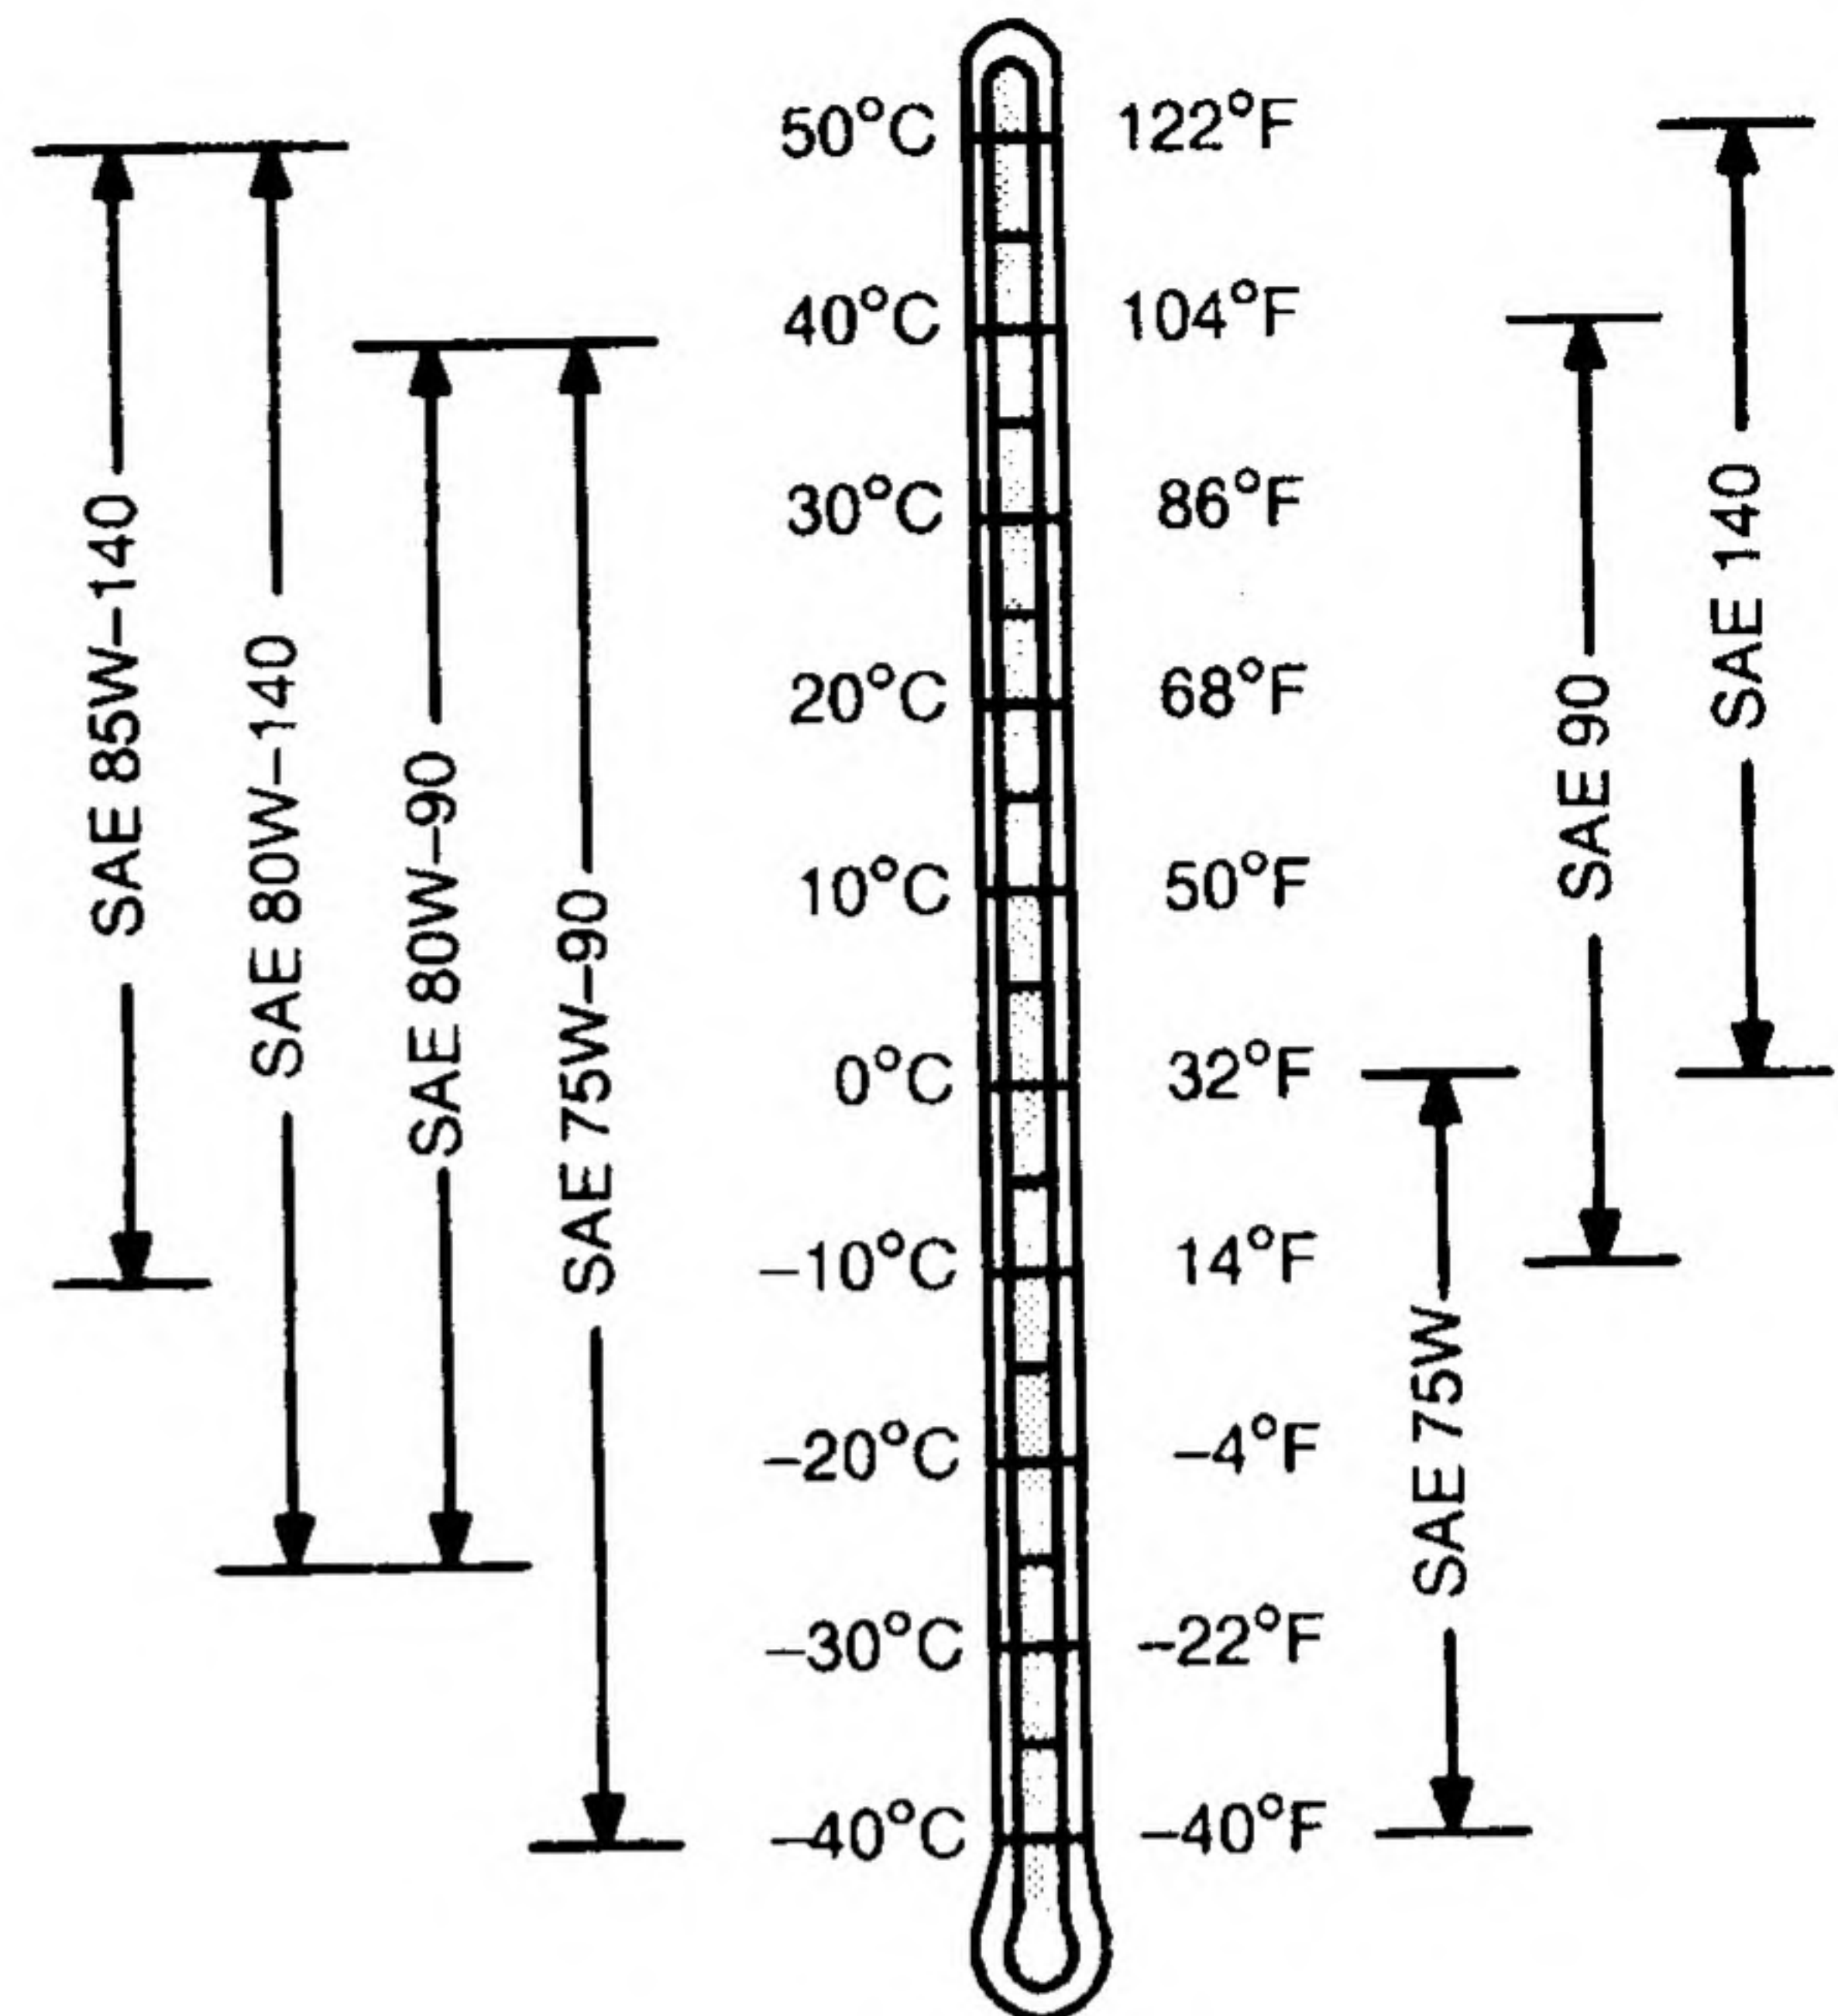 50°C 122°F
40°C 104°F
30°C 86°F
20°C 68°F
10°C 50°F
0°C 32°F
–10°C 14°F
–20°C –4°F
–30°C –22°F
–40°C –40°F
SAE 85W–140
SAE 80W–140
SAE 80W–90
SAE 75W–90
SAE 75W
SAE 90
SAE 140